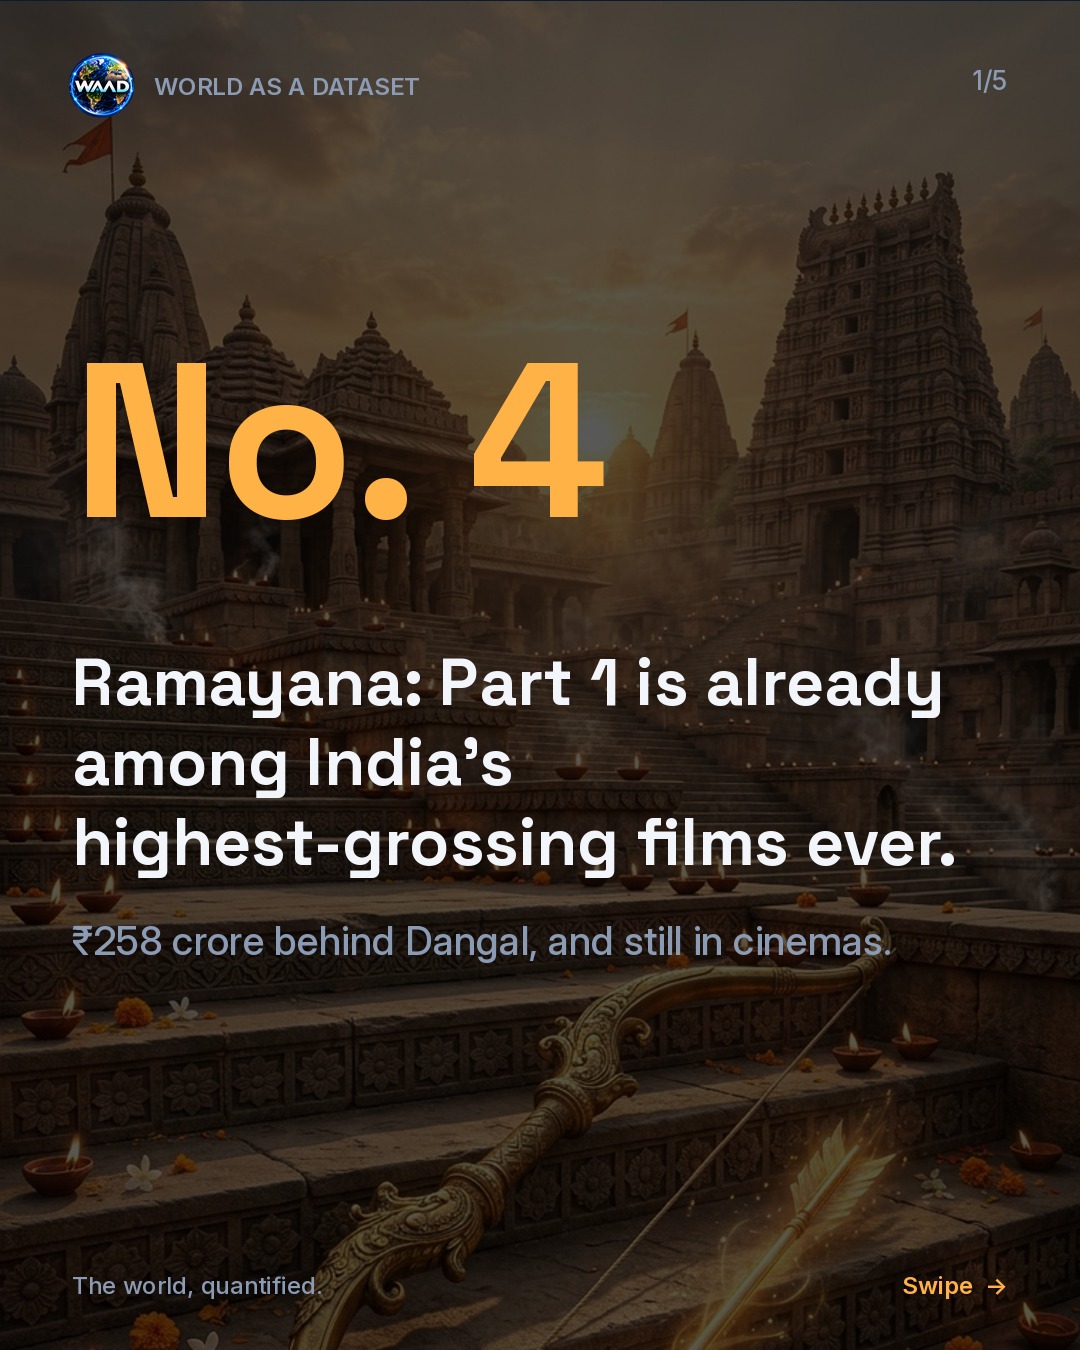 WAAD
WORLD AS A DATASET
1/5
No. 4
Ramayana: Part 1 is already
among India’s
highest-grossing films ever.
₹258 crore behind Dangal, and still in cinemas.
The world, quantified.
Swipe →